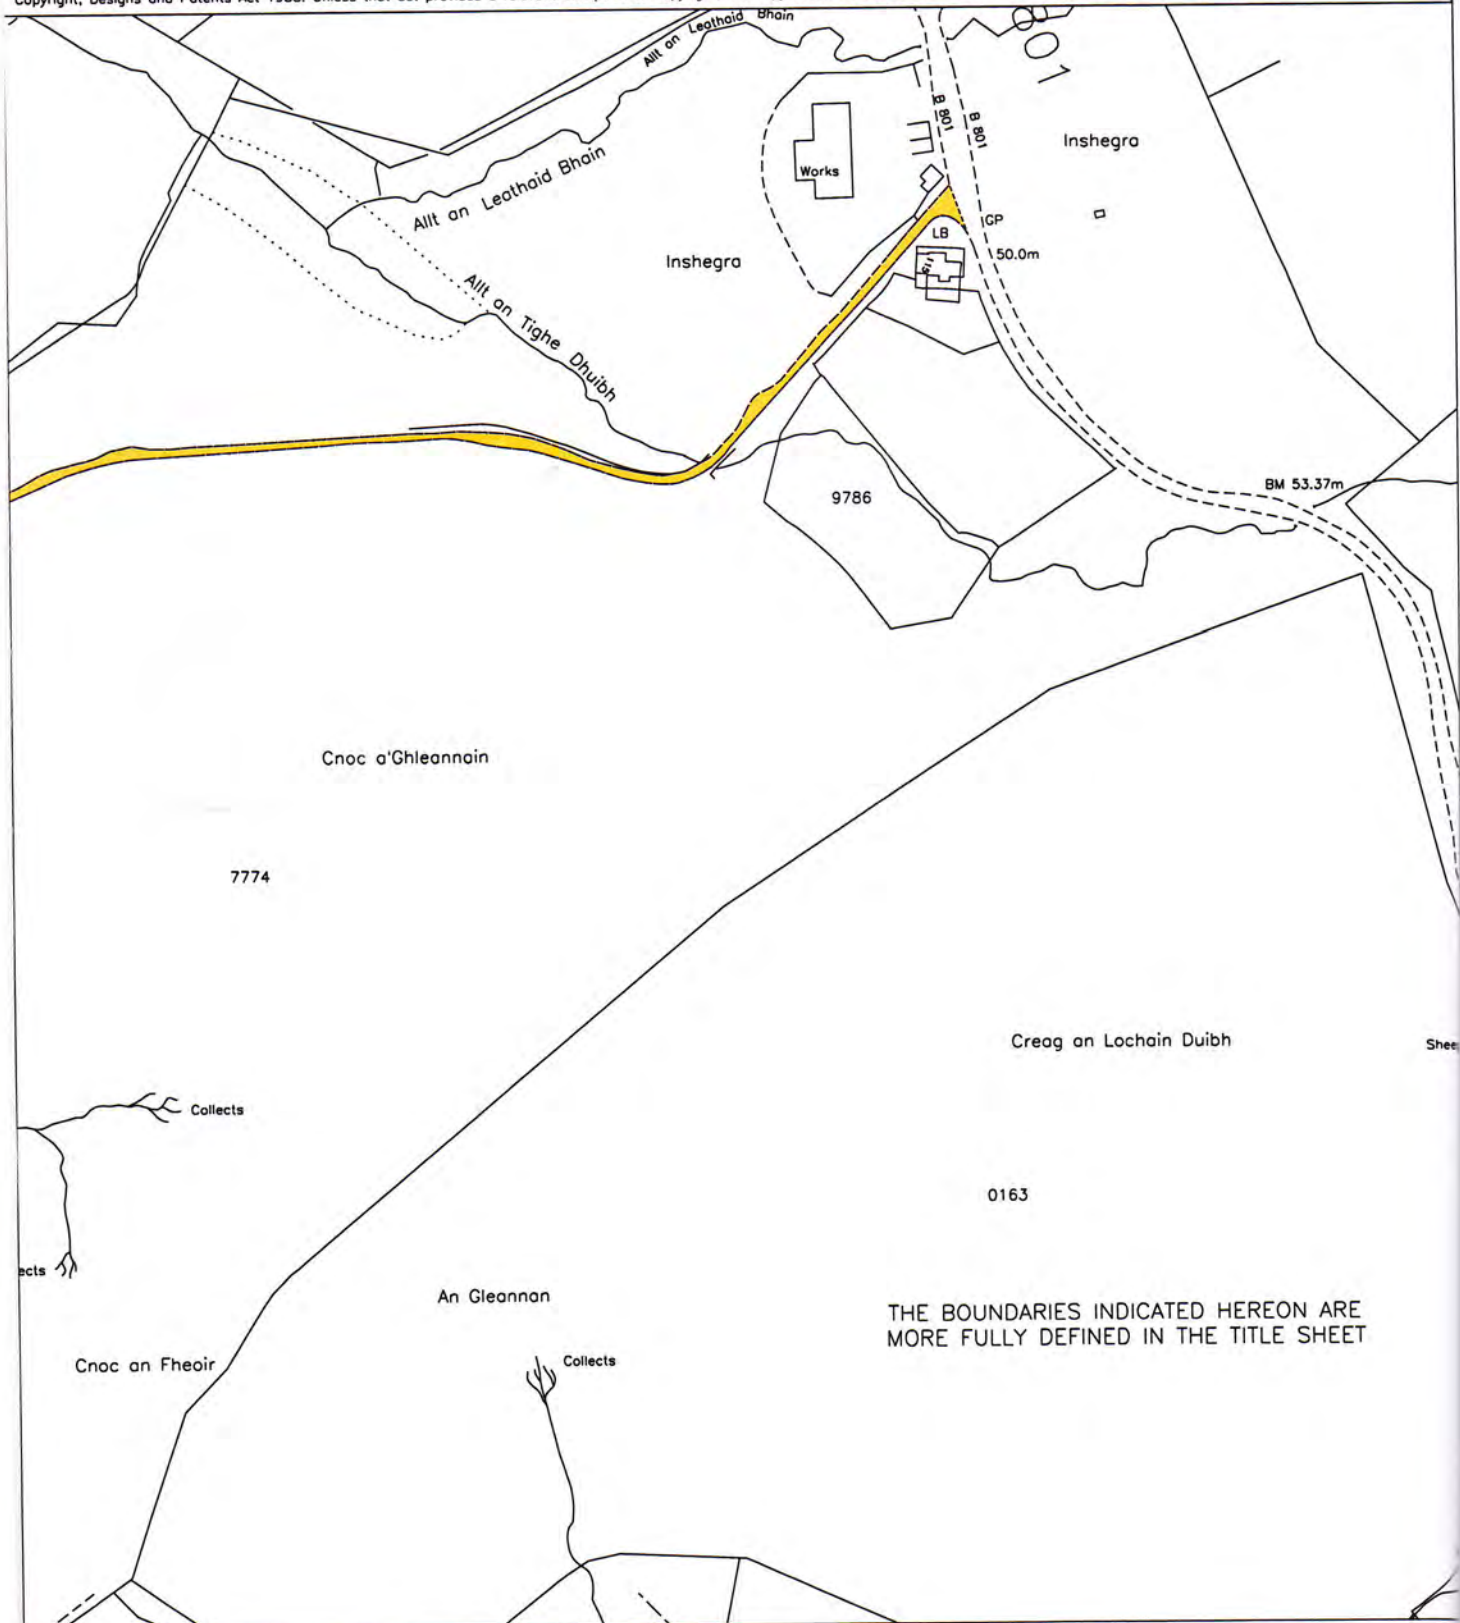 Allt an Leathaid Bhain
801
B 801
B 801
Inshegra
Works
Allt an Leathaid Bhain
GP
LB
50.0m
115
Inshegra
Allt an Tighe Dhuibh
BM 53.37m
9786
Cnoc a'Ghleannain
7774
Creag an Lochain Duibh
Collects
0163
An Gleannan
THE BOUNDARIES INDICATED HEREON ARE
MORE FULLY DEFINED IN THE TITLE SHEET
Cnoc an Fheoir
Collects